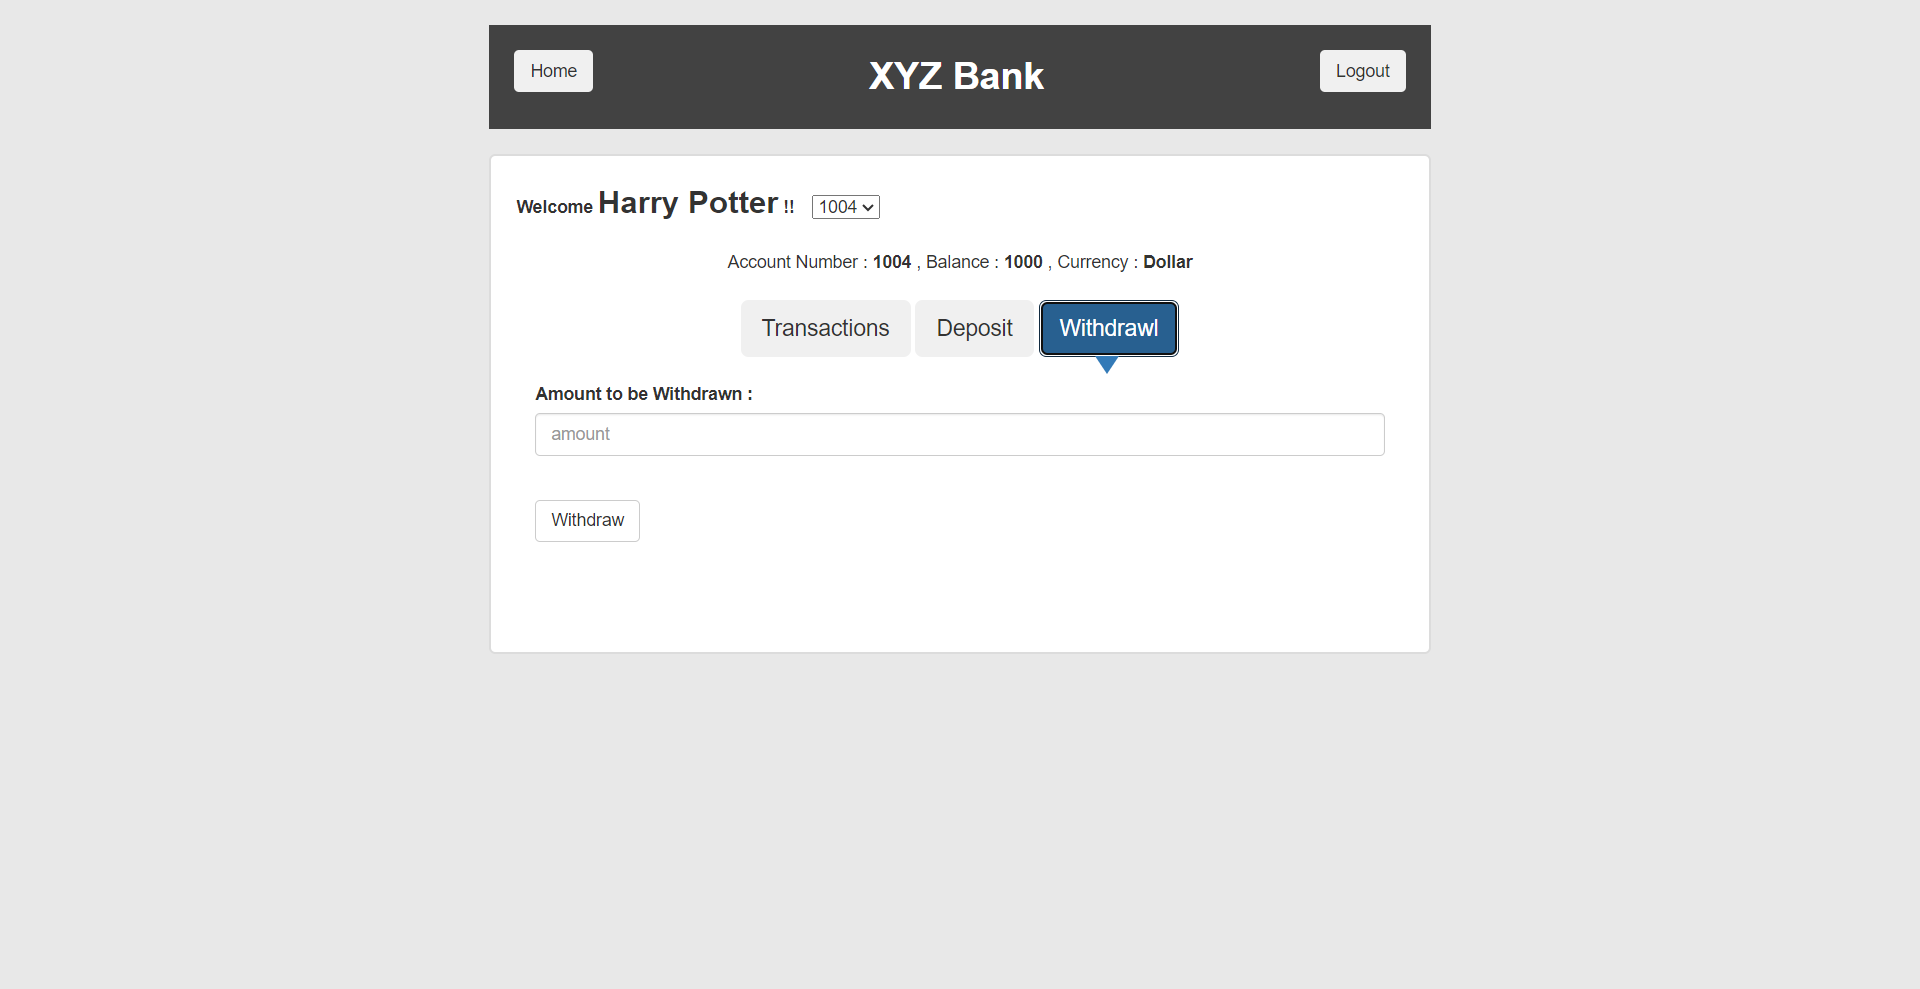 Home XYZ Bank Logout
Welcome Harry Potter !! 1004
Account Number : 1004 , Balance : 1000 , Currency : Dollar
Transactions Deposit Withdrawl
Amount to be Withdrawn :
amount
Withdraw